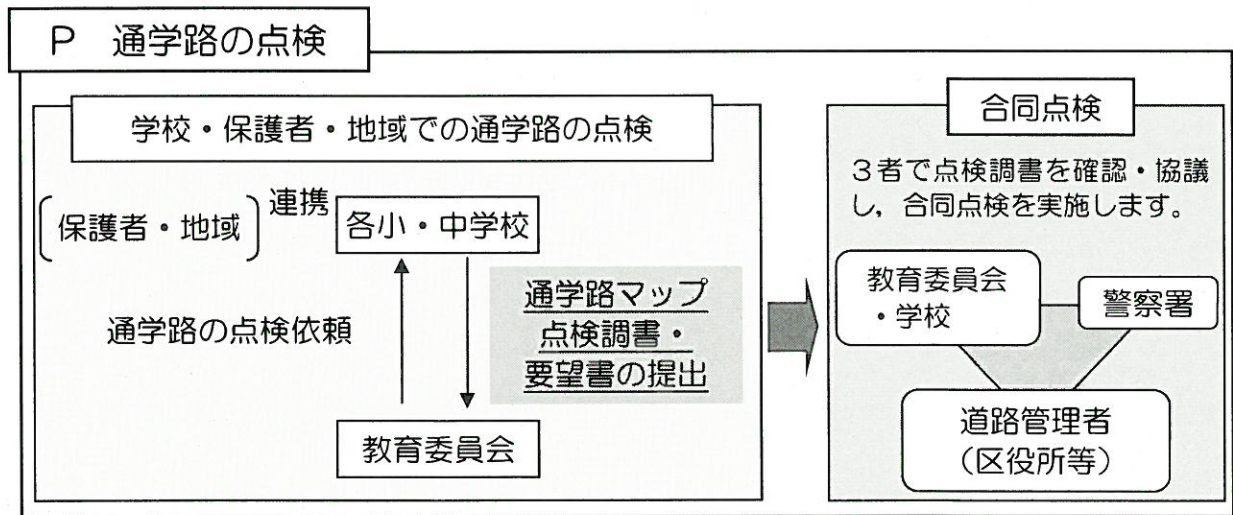 P 通学路の点検
学校・保護者・地域での通学路の点検
保護者・地域
連携
各小・中学校
通学路の点検依頼
通学路マップ
点検調書・
要望書の提出
教育委員会
合同点検
３者で点検調書を確認・協議
し，合同点検を実施します。
教育委員会
・学校
警察署
道路管理者
（区役所等）